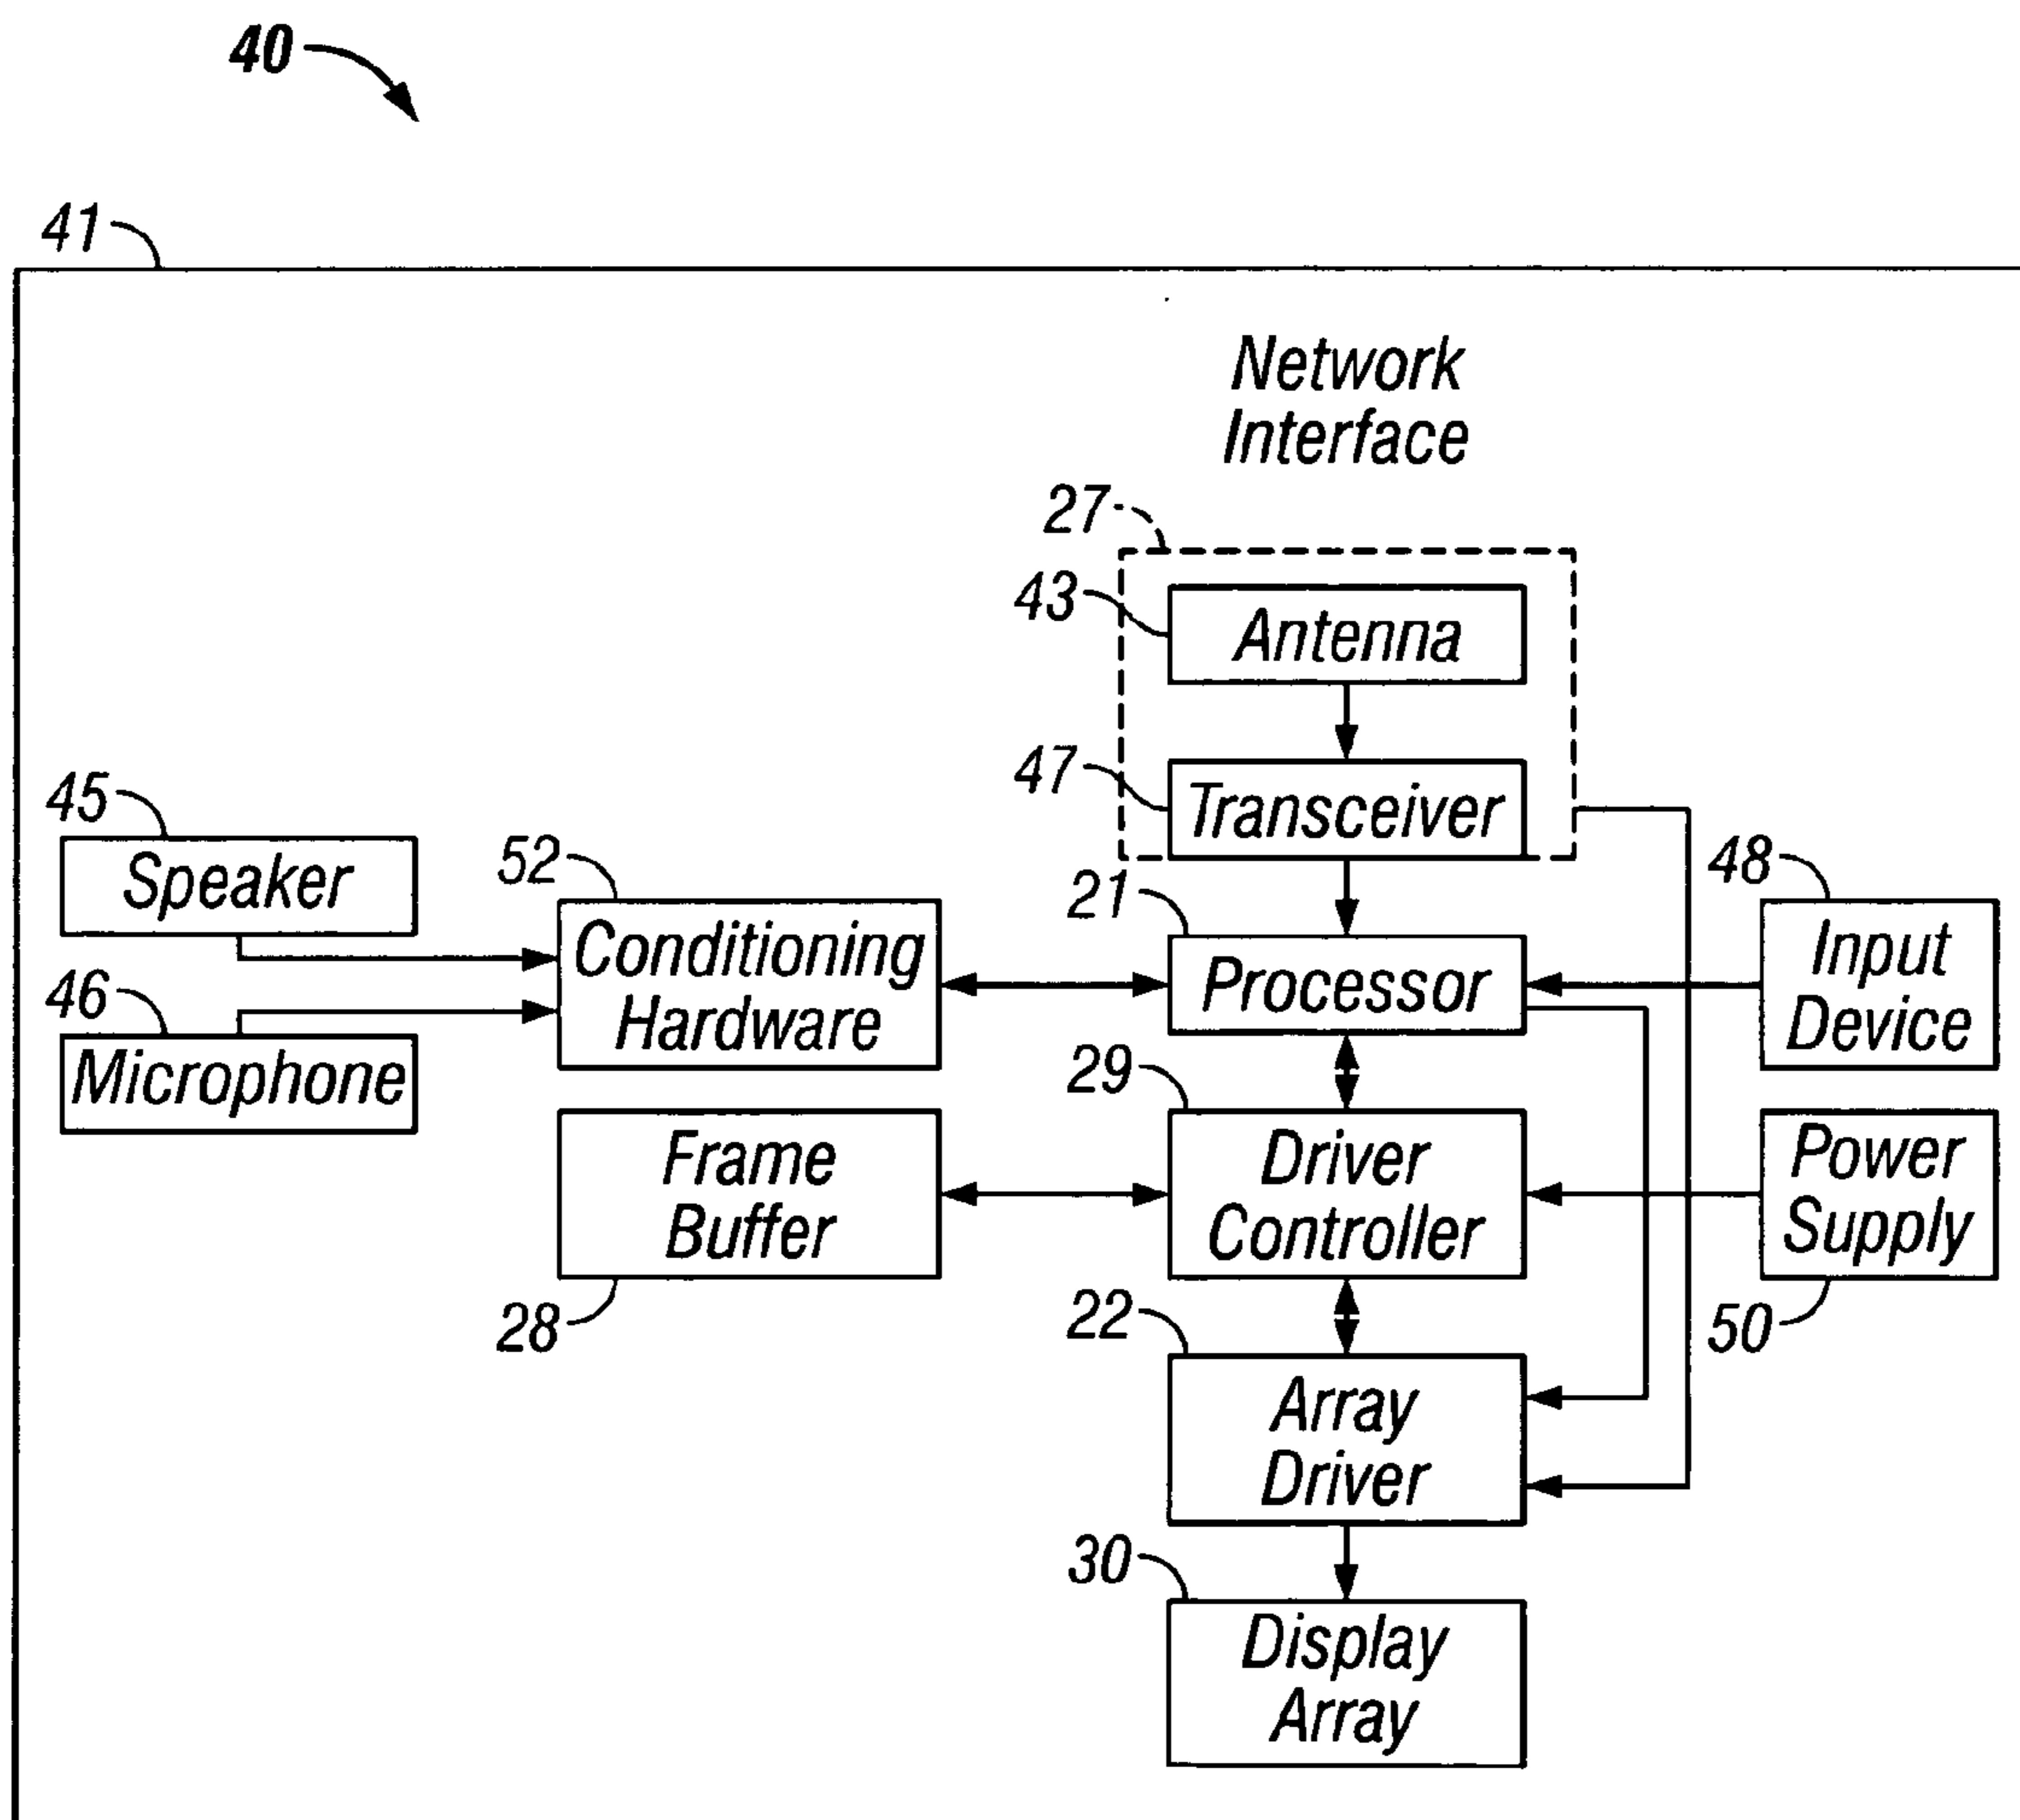 40
41
Network
Interface
27
43
Antenna
47
Transceiver
45
Speaker
52
Conditioning
Hardware
21
Processor
48
Input
Device
46
Microphone
29
Driver
Controller
Frame
Buffer
28
Power
Supply
50
22
Array
Driver
30
Display
Array